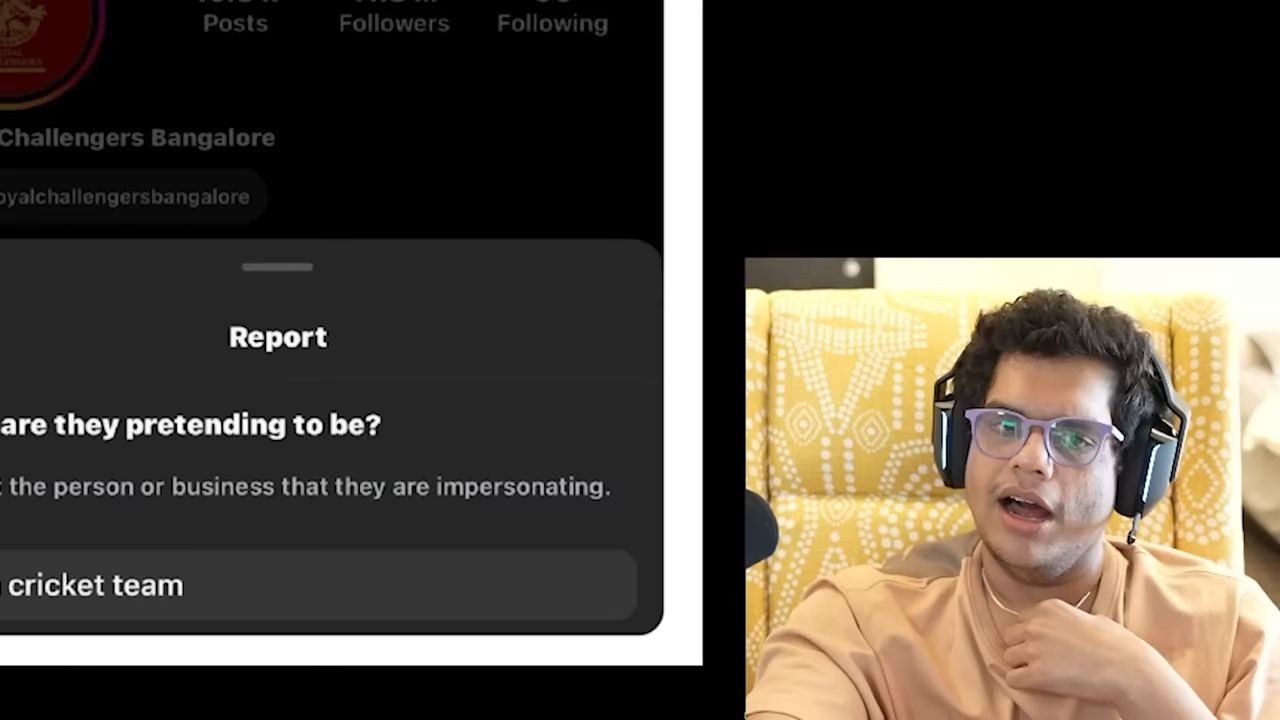 Posts Followers Following
Challengers Bangalore
oyalchallengersbangalore
Report
are they pretending to be?
the person or business that they are impersonating.
cricket team